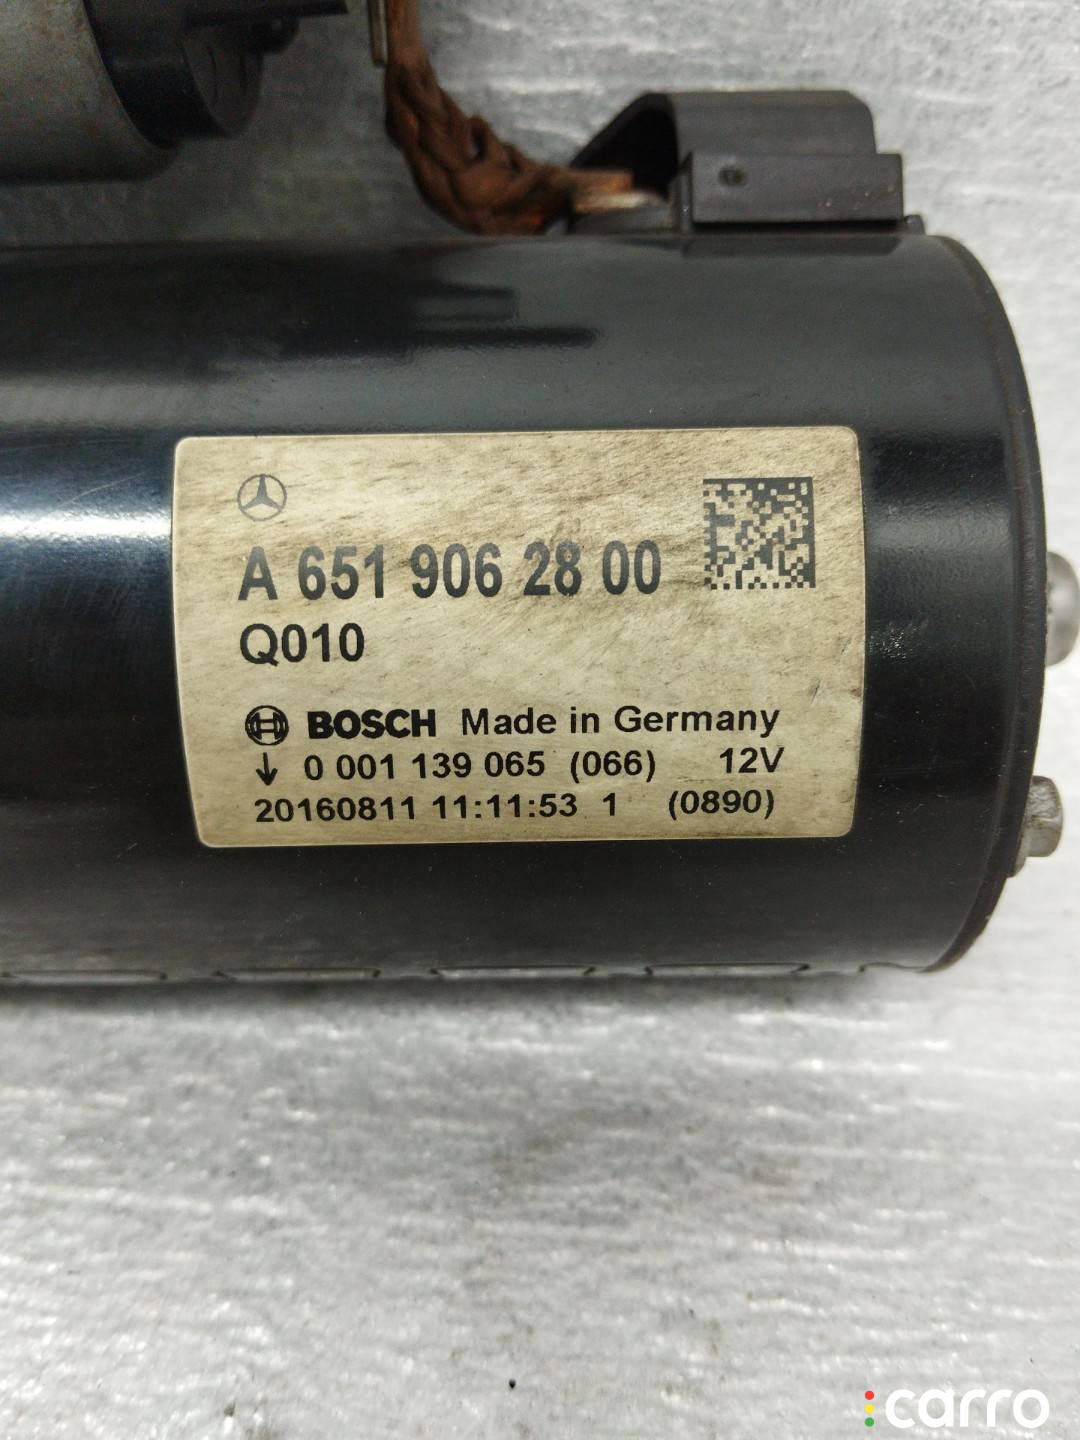 A 651 906 28 00
Q010
BOSCH Made in Germany
↓ 0 001 139 065 (066) 12V
20160811 11:11:53 1 (0890)
carro